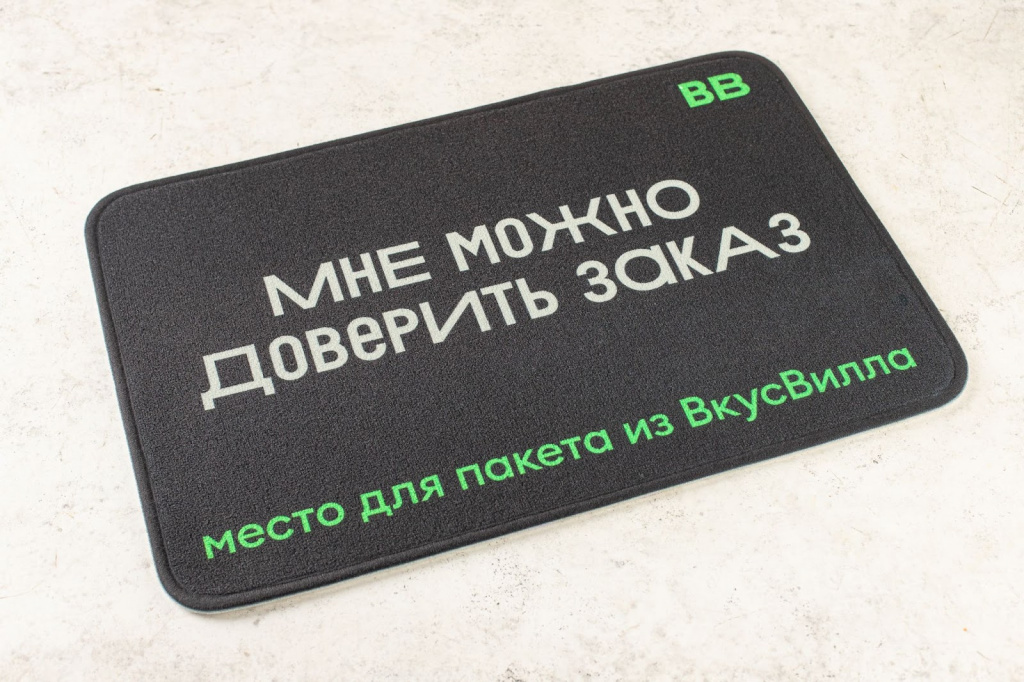 ВВ
МНЕ МОЖНО
ДОВЕРИТЬ ЗАКАЗ
место для пакета из ВкусВилла